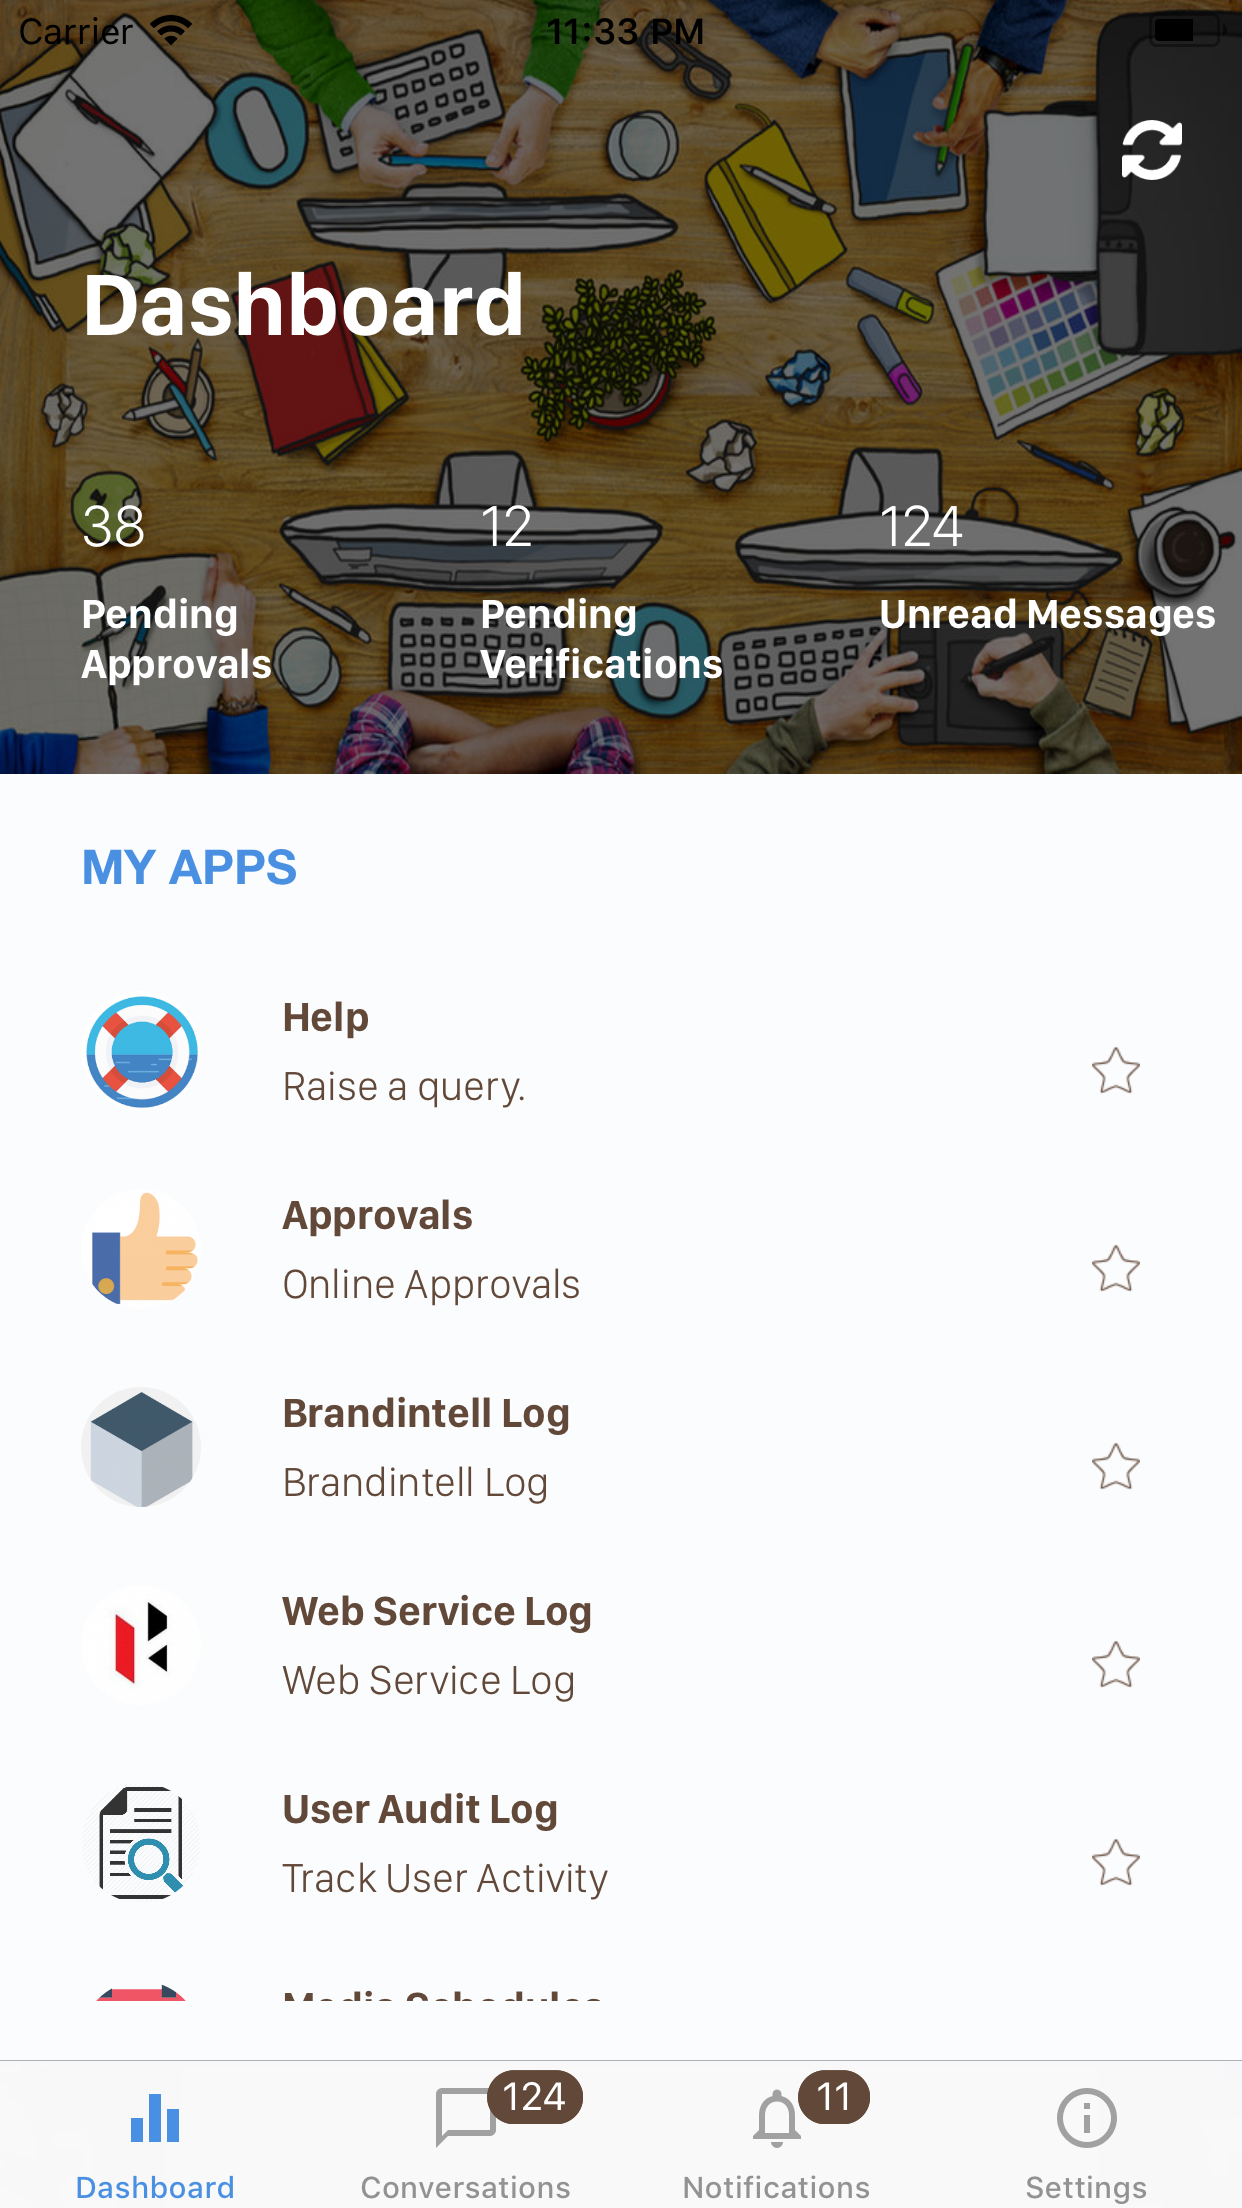 Carrier 11:33 PM
Dashboard
38 12 124
Pending Pending Unread Messages
Approvals Verifications
MY APPS
Help
Raise a query.
Approvals
Online Approvals
Brandintell Log
Brandintell Log
Web Service Log
Web Service Log
User Audit Log
Track User Activity
Media Schedules
124 11
Dashboard Conversations Notifications Settings